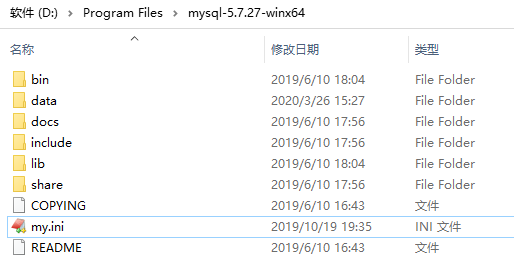 软件 (D:) > Program Files > mysql-5.7.27-winx64
名称 修改日期 类型
bin 2019/6/10 18:04 File Folder
data 2020/3/26 15:27 File Folder
docs 2019/6/10 17:56 File Folder
include 2019/6/10 17:56 File Folder
lib 2019/6/10 18:04 File Folder
share 2019/6/10 17:56 File Folder
COPYING 2019/6/10 16:43 文件
my.ini 2019/10/19 19:35 INI 文件
README 2019/6/10 16:43 文件